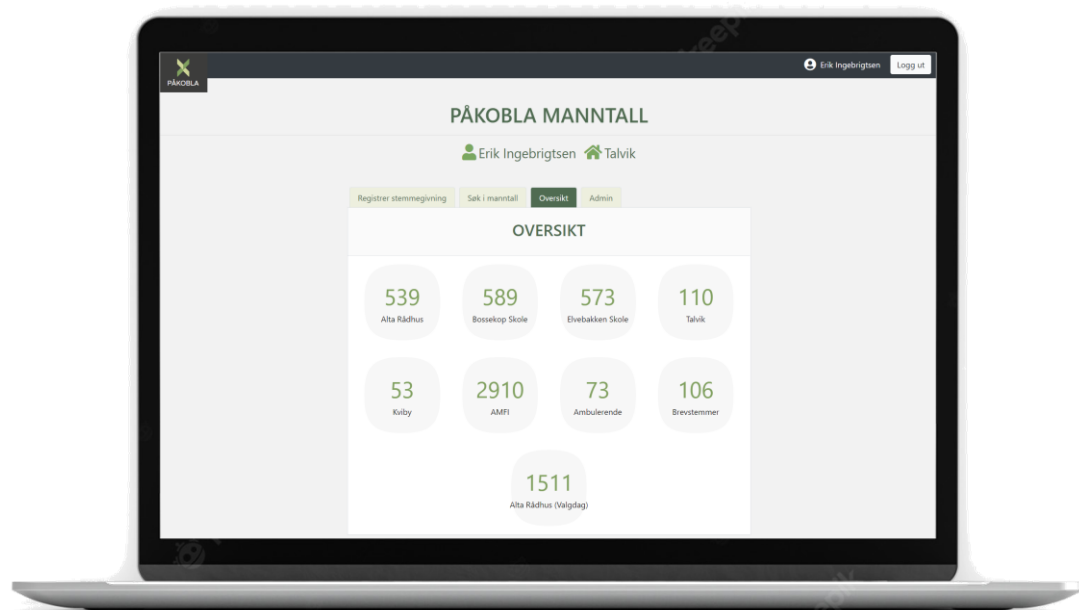 PÅKOBLA
Erik Ingebrigtsen
Logg ut
PÅKOBLA MANNTALL
Erik Ingebrigtsen Talvik
Registrer stemmegivning Søk i manntall Oversikt Admin
OVERSIKT
539 589 573 110
Alta Rådhus Bossekop Skole Elvebakken Skole Talvik
53 2910 73 106
Kviby AMFI Ambulerende Brevstemmer
1511
Alta Rådhus (Valgdag)